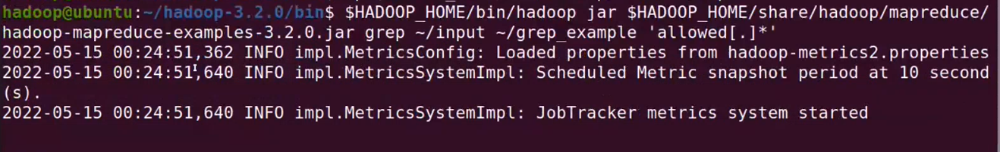 hadoop@ubuntu:~/hadoop-3.2.0/bin$ $HADOOP_HOME/bin/hadoop jar $HADOOP_HOME/share/hadoop/mapreduce/
hadoop-mapreduce-examples-3.2.0.jar grep ~/input ~/grep_example 'allowed[.]*'
2022-05-15 00:24:51,362 INFO impl.MetricsConfig: Loaded properties from hadoop-metrics2.properties
2022-05-15 00:24:51,640 INFO impl.MetricsSystemImpl: Scheduled Metric snapshot period at 10 second
(s).
2022-05-15 00:24:51,640 INFO impl.MetricsSystemImpl: JobTracker metrics system started